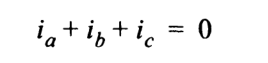 i_a + i_b + i_c = 0